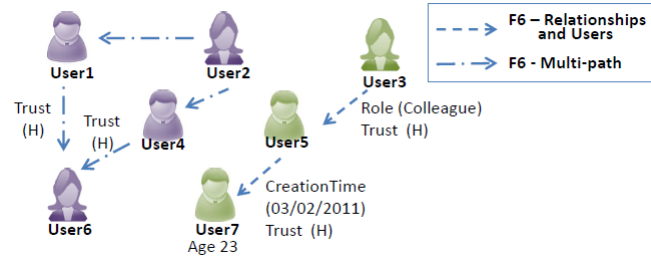 F6 – Relationships
and Users
F6 - Multi-path
User1
User2
User3
Trust
(H)
Trust
(H)
Role (Colleague)
Trust (H)
User4
User5
CreationTime
(03/02/2011)
Trust (H)
User6
User7
Age 23